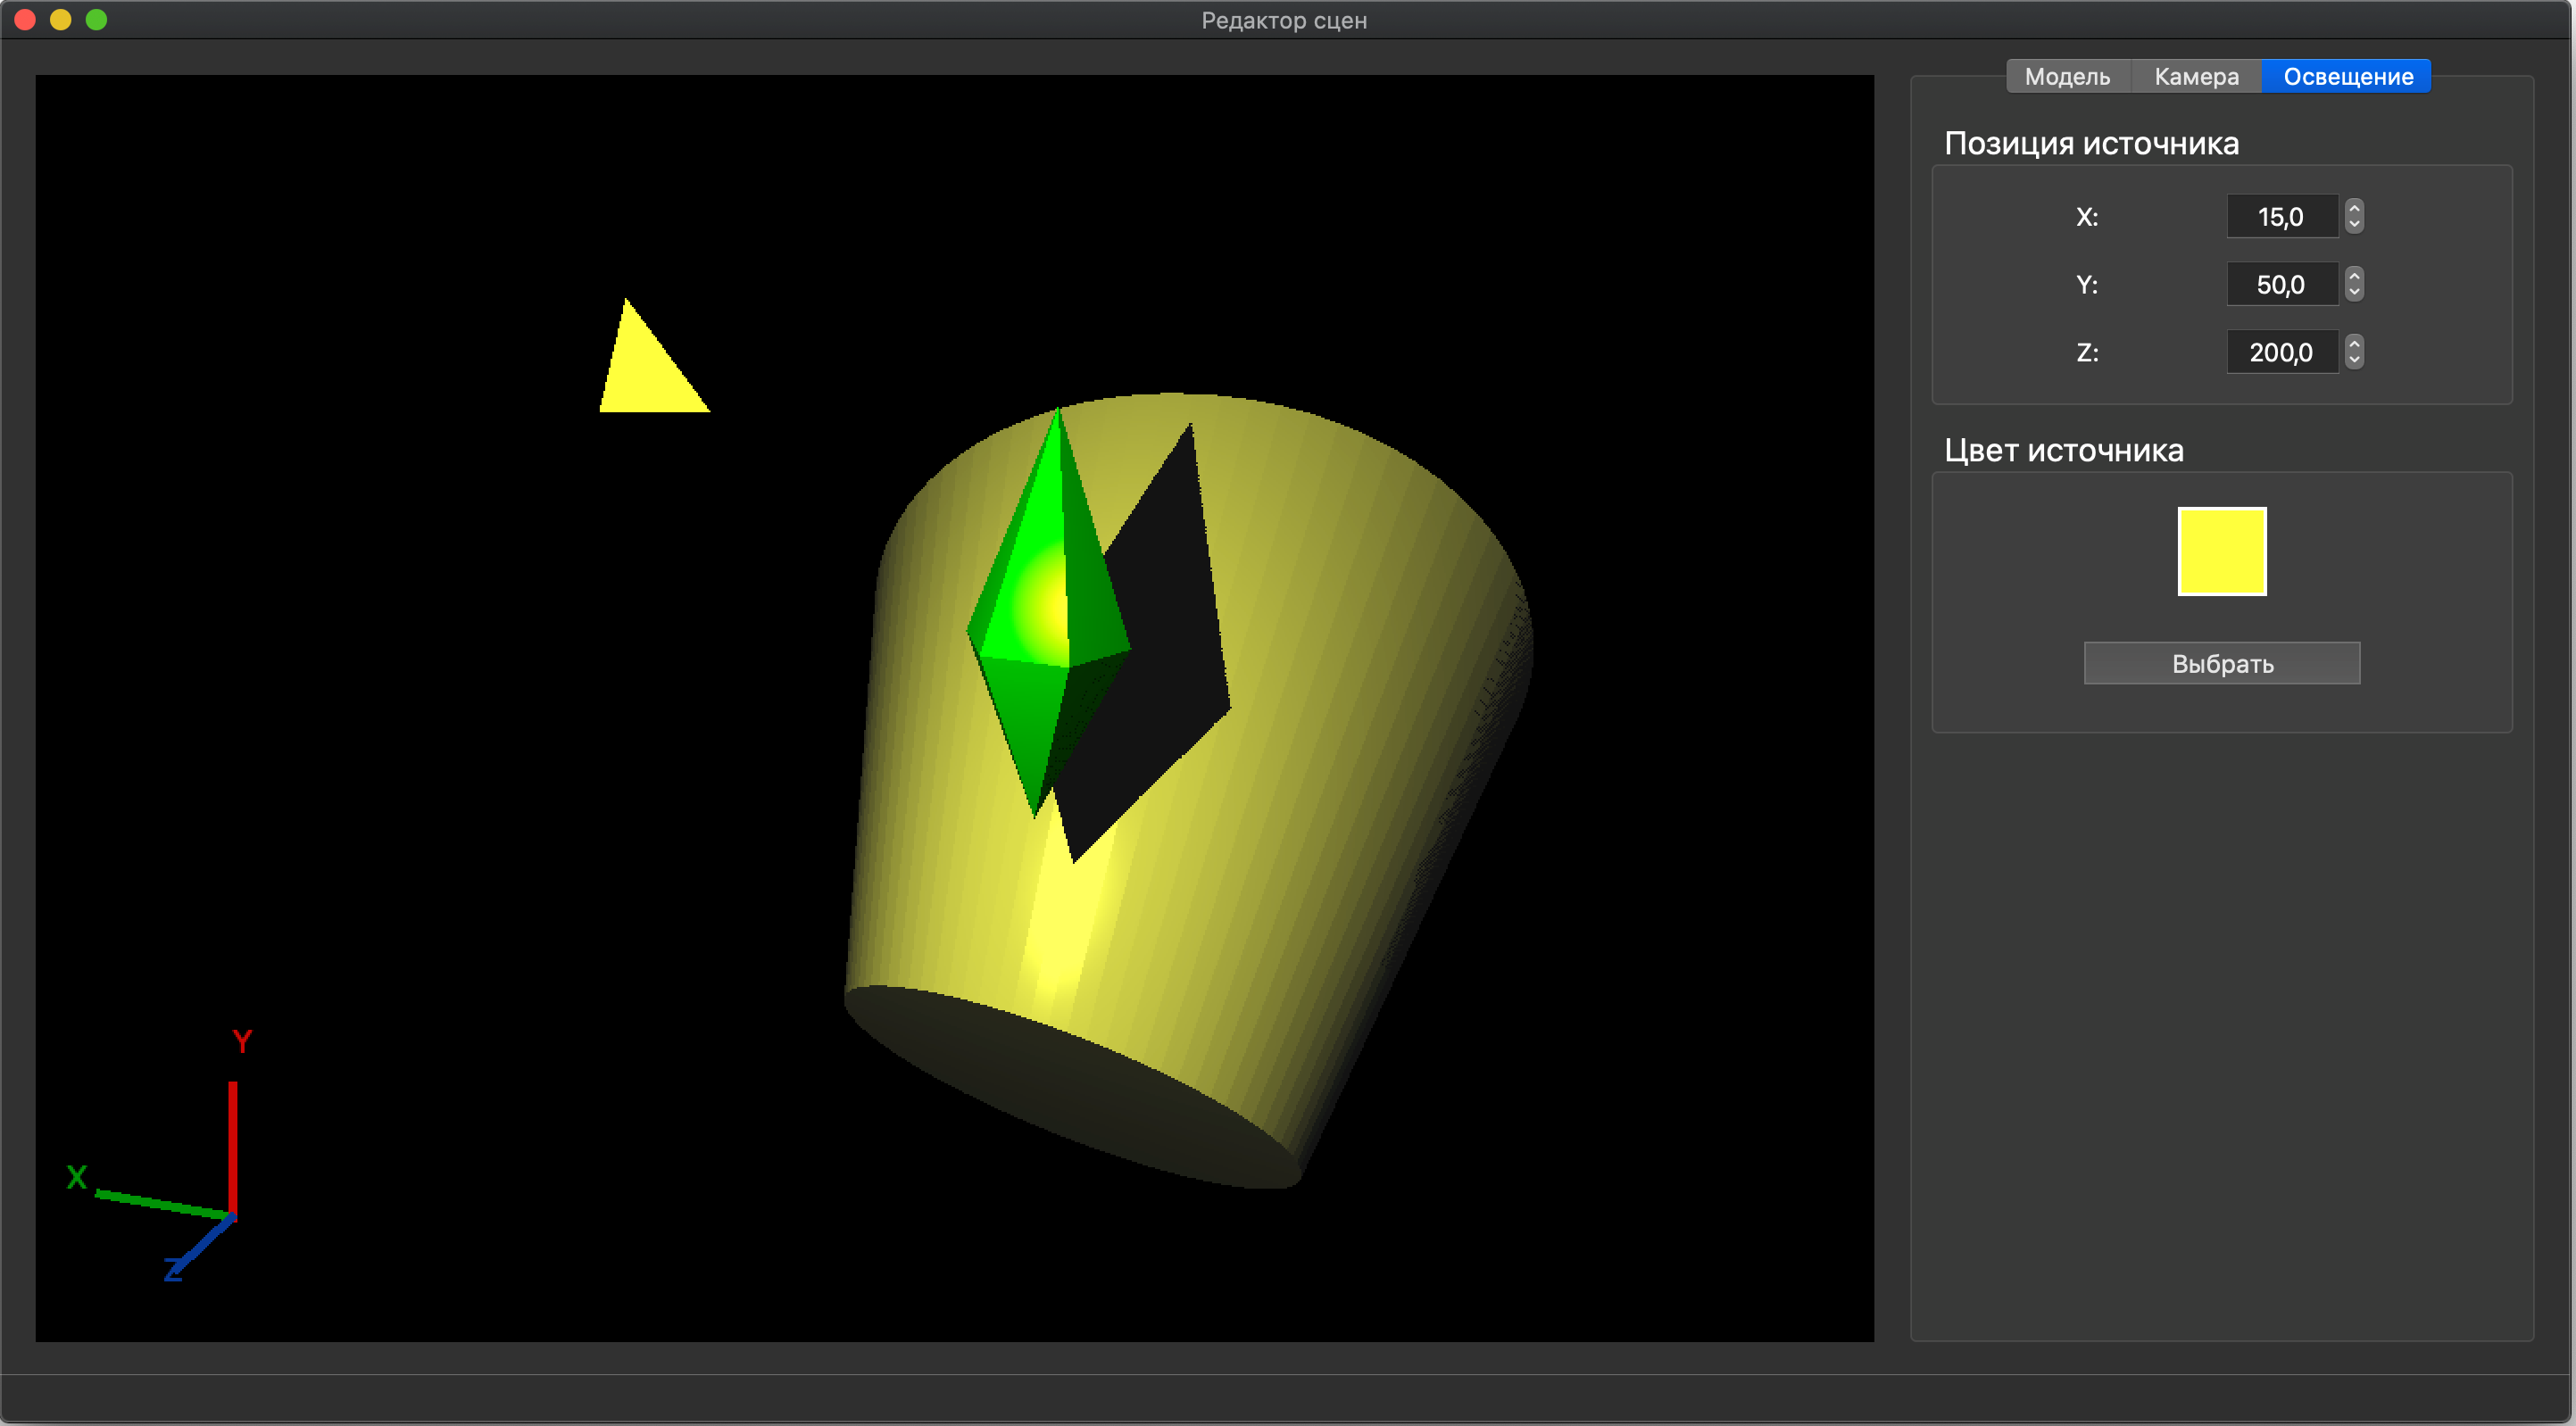 Редактор сцен
Модель Камера Освещение
Позиция источника
X: 15,0
Y: 50,0
Z: 200,0
Цвет источника
Выбрать
Y
X
Z